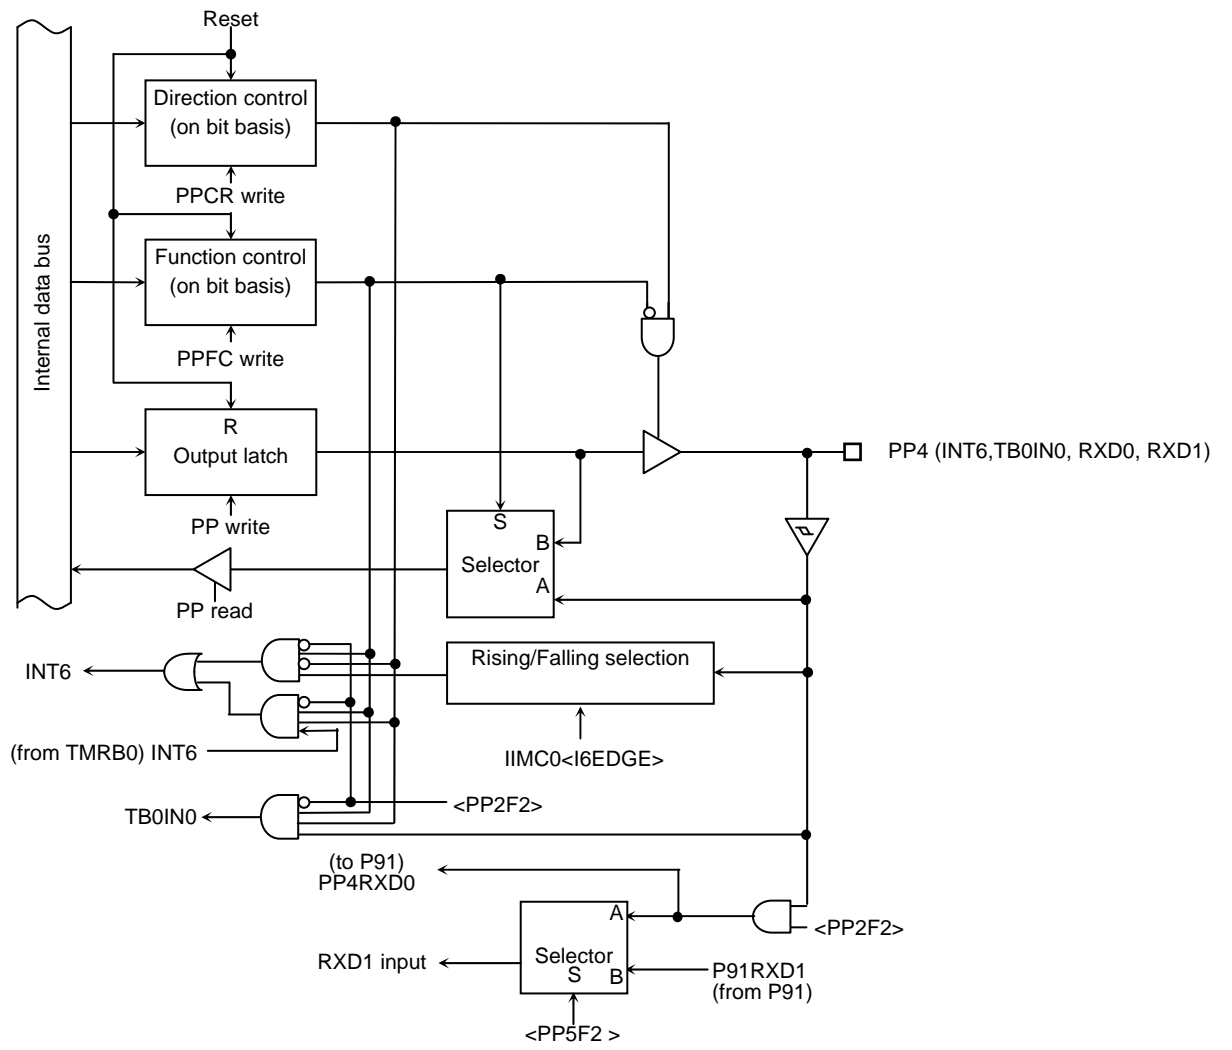 Reset
Internal data bus
Direction control
(on bit basis)
PPCR write
Function control
(on bit basis)
PPFC write
R
Output latch
PP write
PP4 (INT6,TB0IN0, RXD0, RXD1)
S
B
Selector
A
PP read
Rising/Falling selection
INT6
(from TMRB0) INT6
IIMC0<I6EDGE>
<PP2F2>
TB0IN0
(to P91)
PP4RXD0
A
<PP2F2>
RXD1 input
Selector
S
B
P91RXD1
(from P91)
<PP5F2 >